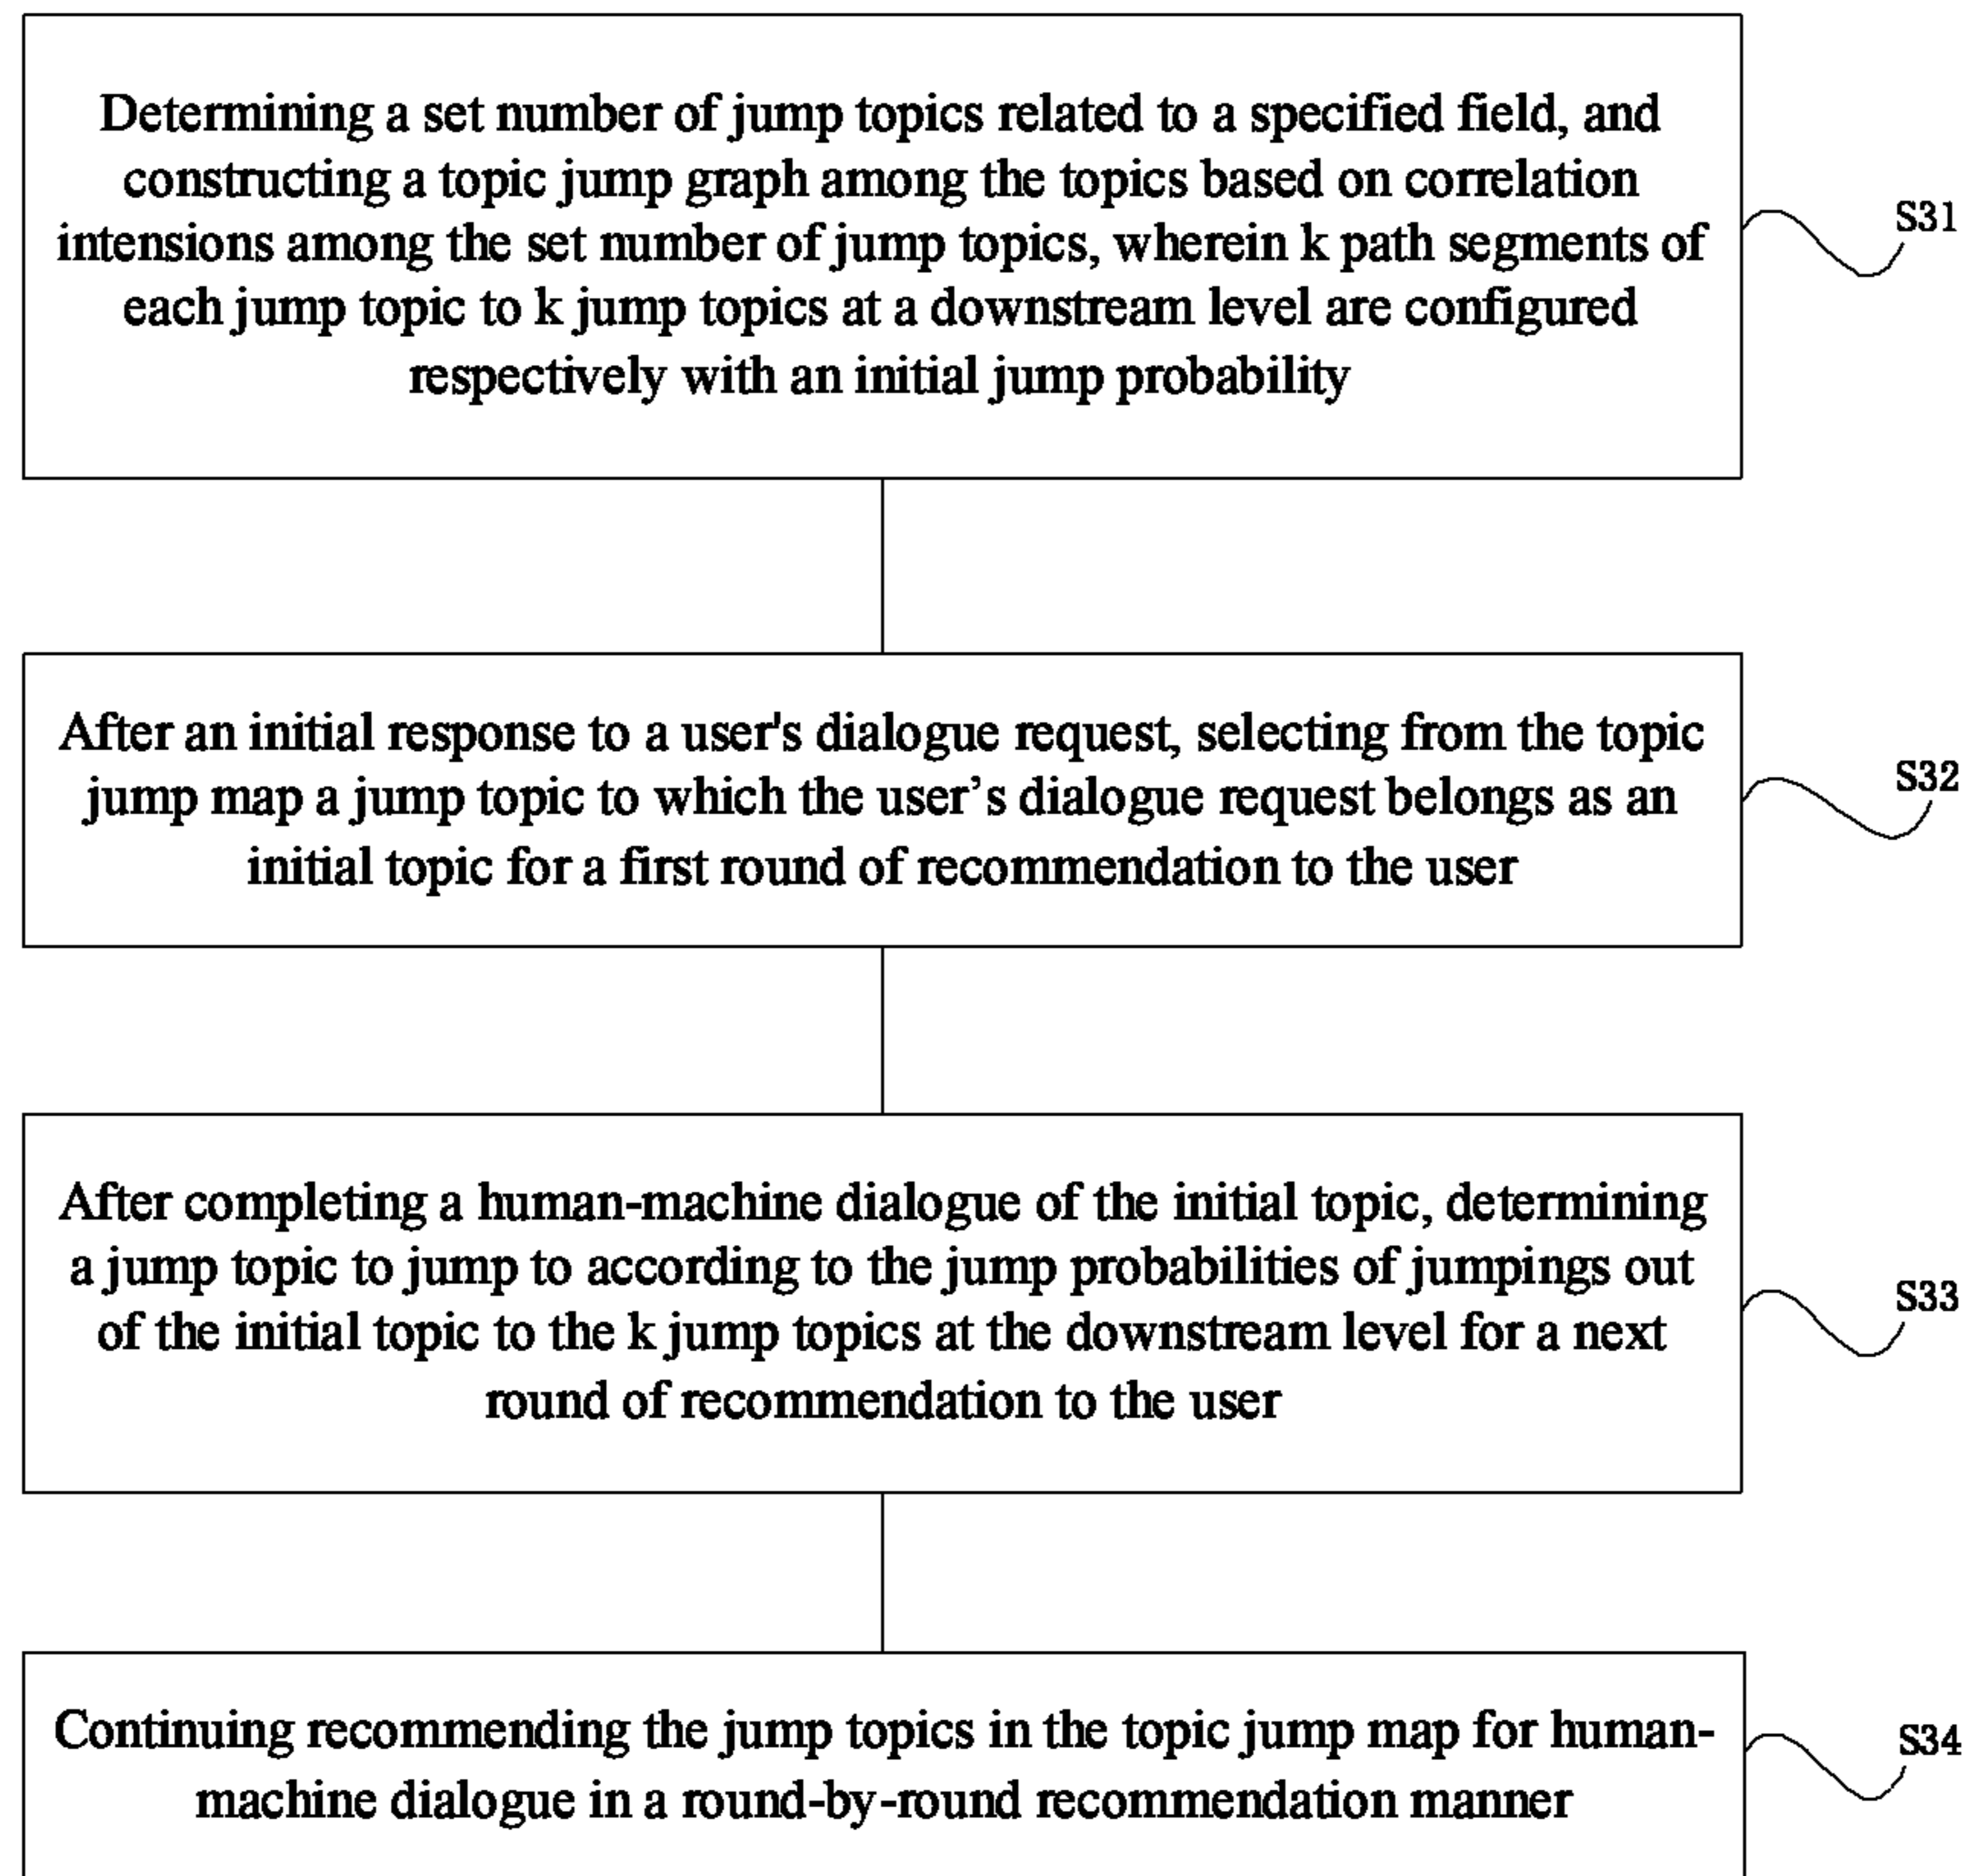 Determining a set number of jump topics related to a specified field, and
constructing a topic jump graph among the topics based on correlation
intensions among the set number of jump topics, wherein k path segments of
each jump topic to k jump topics at a downstream level are configured
respectively with an initial jump probability
S31
After an initial response to a user's dialogue request, selecting from the topic
jump map a jump topic to which the user’s dialogue request belongs as an
initial topic for a first round of recommendation to the user
S32
After completing a human-machine dialogue of the initial topic, determining
a jump topic to jump to according to the jump probabilities of jumpings out
of the initial topic to the k jump topics at the downstream level for a next
round of recommendation to the user
S33
Continuing recommending the jump topics in the topic jump map for human-
machine dialogue in a round-by-round recommendation manner
S34